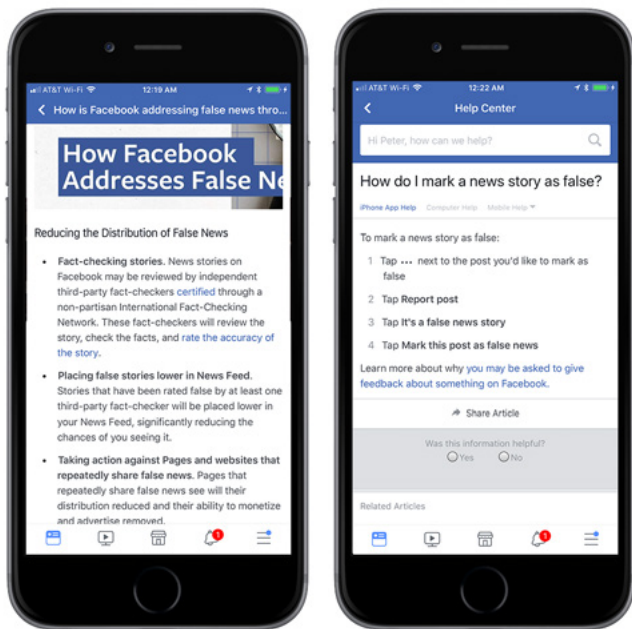 AT&T Wi-Fi
12:19 AM
How is Facebook addressing false news thro...
How Facebook
Addresses False Ne
Reducing the Distribution of False News
• Fact-checking stories. News stories on
Facebook may be reviewed by independent
third-party fact-checkers certified through a
non-partisan International Fact-Checking
Network. These fact-checkers will review the
story, check the facts, and rate the accuracy of
the story.
• Placing false stories lower in News Feed.
Stories that have been rated false by at least one
third-party fact-checker will be placed lower in
your News Feed, significantly reducing the
chances of you seeing it.
• Taking action against Pages and websites that
repeatedly share false news. Pages that
repeatedly share false news see will their
distribution reduced and their ability to monetize
and advertise removed.
1
AT&T Wi-Fi
12:22 AM
Help Center
Hi Peter, how can we help?
How do I mark a news story as false?
iPhone App Help Computer Help Mobile Help
To mark a news story as false:
1 Tap ••• next to the post you'd like to mark as
false
2 Tap Report post
3 Tap It's a false news story
4 Tap Mark this post as false news
Learn more about why you may be asked to give
feedback about something on Facebook.
Share Article
Was this information helpful?
Yes No
Related Articles
1